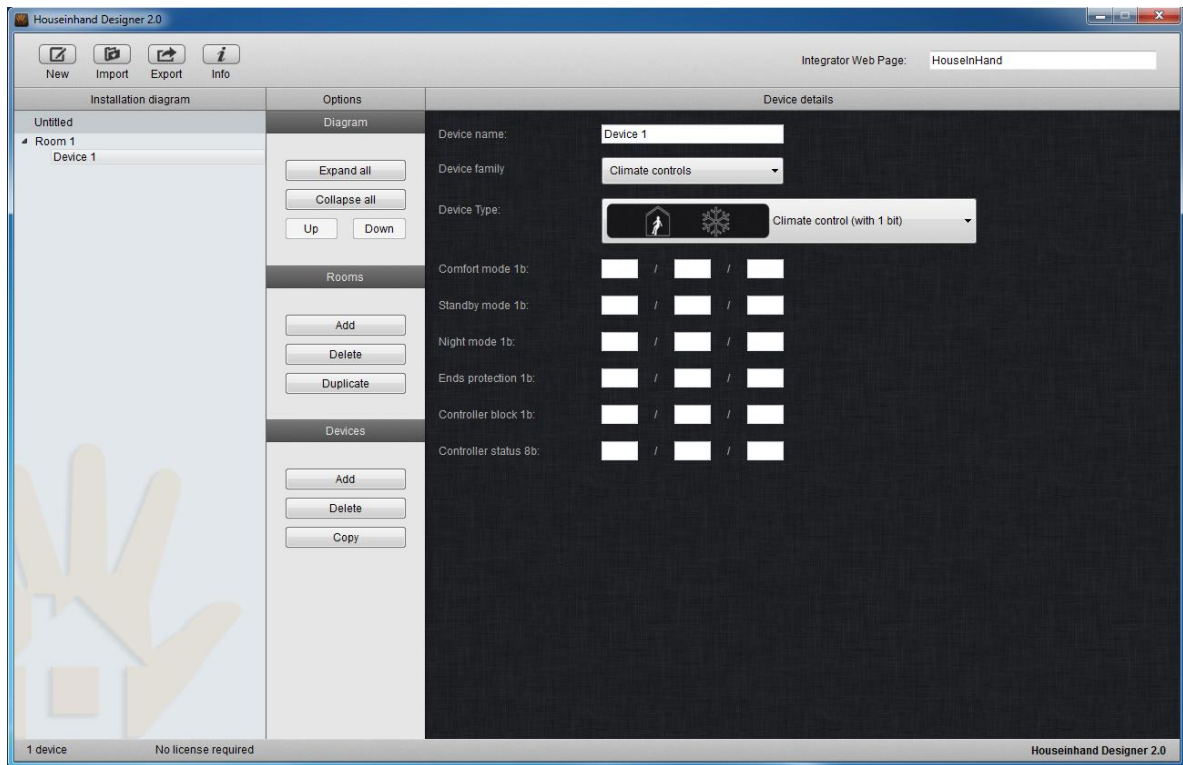 Houseinhand Designer 2.0
New Import Export Info
Integrator Web Page: HouseInHand
Installation diagram Options Device details
Untitled
Room 1
Device 1
Diagram
Expand all
Collapse all
Up Down
Rooms
Add
Delete
Duplicate
Devices
Add
Delete
Copy
Device name: Device 1
Device family Climate controls
Device Type: Climate control (with 1 bit)
Comfort mode 1b: / /
Standby mode 1b: / /
Night mode 1b: / /
Ends protection 1b: / /
Controller block 1b: / /
Controller status 8b: / /
1 device No license required Houseinhand Designer 2.0